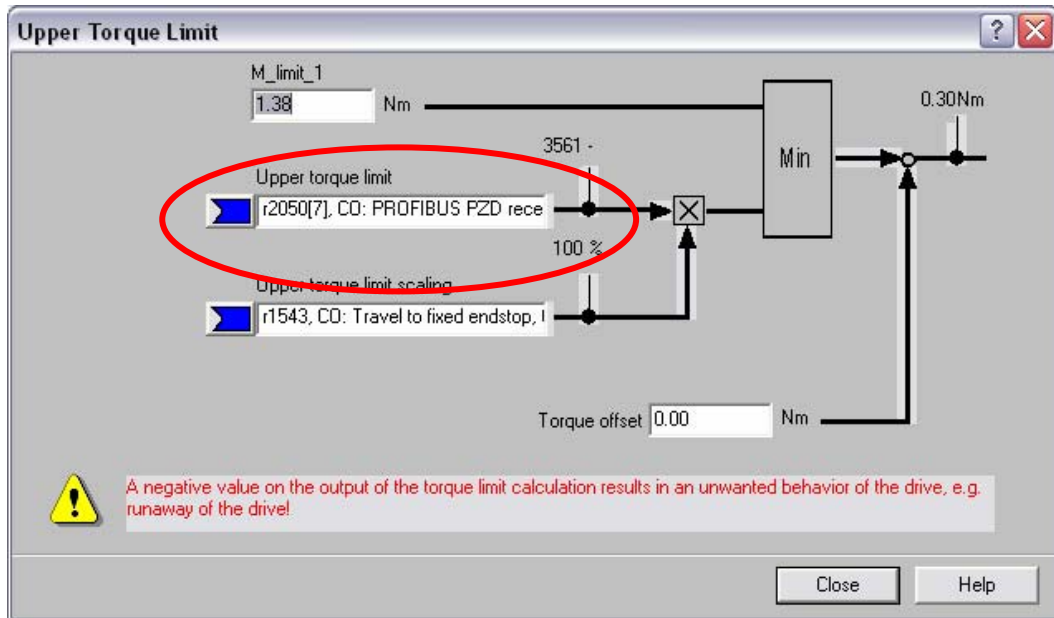 Upper Torque Limit
M_limit_1
1.38 Nm
0.30Nm
3561 -
Min
Upper torque limit
r2050[7], CO: PROFIBUS PZD rece
100 %
Upper torque limit scaling
r1543, CO: Travel to fixed endstop,
Torque offset 0.00 Nm
A negative value on the output of the torque limit calculation results in an unwanted behavior of the drive, e.g.
runaway of the drive!
Close Help